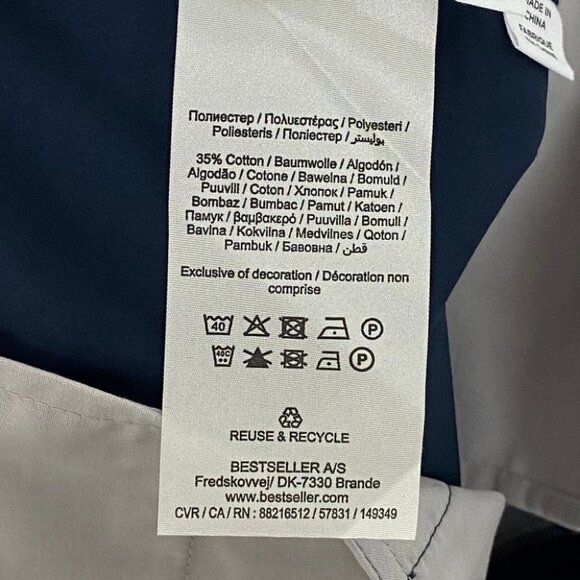 MADE IN
CHINA
FABRIQUÉ
Полиестер / Πολυεστέρας / Polyesteri /
Poliesteris / Поліестер / بوليستر
35% Cotton / Baumwolle / Algodón /
Algodão / Cotone / Bawełna / Bomuld /
Puuvill / Coton / Хлопок / Pamuk /
Bombaz / Bumbac / Pamut / Katoen /
Памук / βαμβακερό / Puuvilla / Bomull /
Bavlna / Kokvilna / Medvilnės / Qoton /
Pambuk / Бавовна / قطن
Exclusive of decoration / Décoration non
comprise
40 P
40C P
REUSE & RECYCLE
BESTSELLER A/S
Fredskovvej/ DK-7330 Brande
www.bestseller.com
CVR / CA / RN : 88216512 / 57831 / 149349